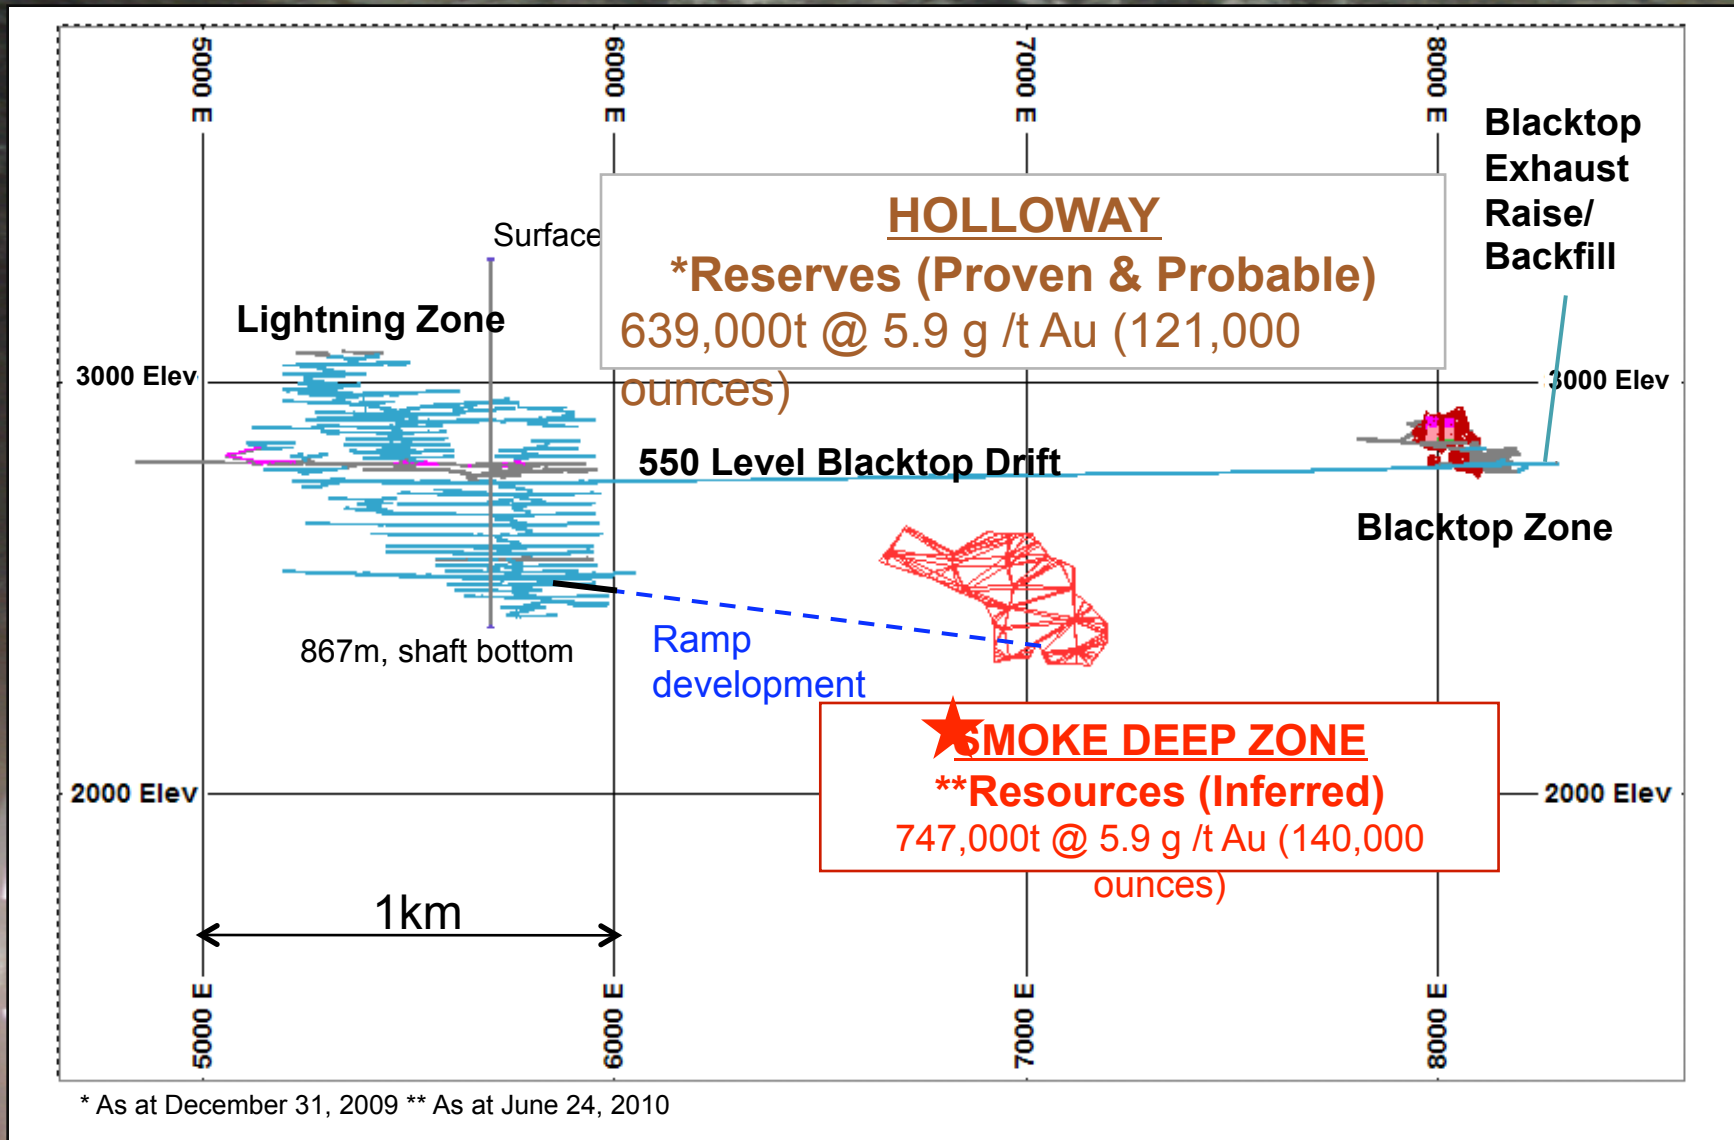 5000 E
6000 E
7000 E
8000 E
Blacktop
Exhaust
Raise/
Backfill
HOLLOWAY
*Reserves (Proven & Probable)
639,000t @ 5.9 g /t Au (121,000
ounces)
Surface
Lightning Zone
3000 Elev
3000 Elev
550 Level Blacktop Drift
Blacktop Zone
867m, shaft bottom
Ramp
development
SMOKE DEEP ZONE
**Resources (Inferred)
747,000t @ 5.9 g /t Au (140,000
ounces)
2000 Elev
2000 Elev
1km
5000 E
6000 E
7000 E
8000 E
* As at December 31, 2009 ** As at June 24, 2010